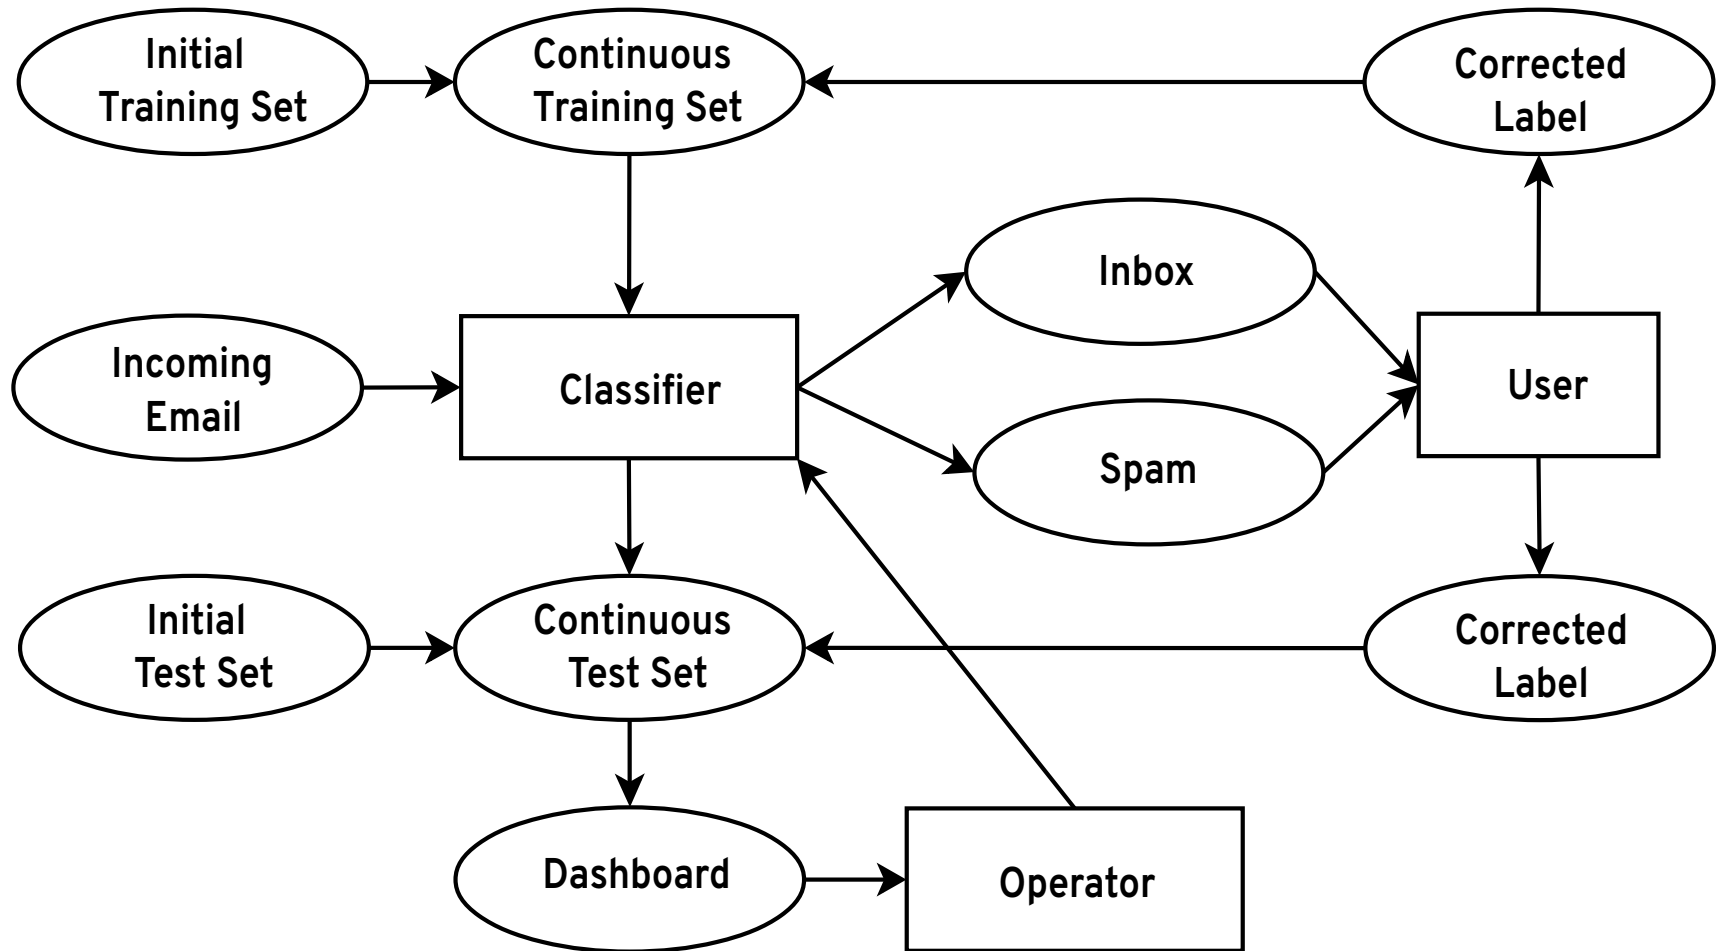 Initial
Training Set
Continuous
Training Set
Corrected
Label
Inbox
Incoming
Email
Classifier
User
Spam
Initial
Test Set
Continuous
Test Set
Corrected
Label
Dashboard
Operator